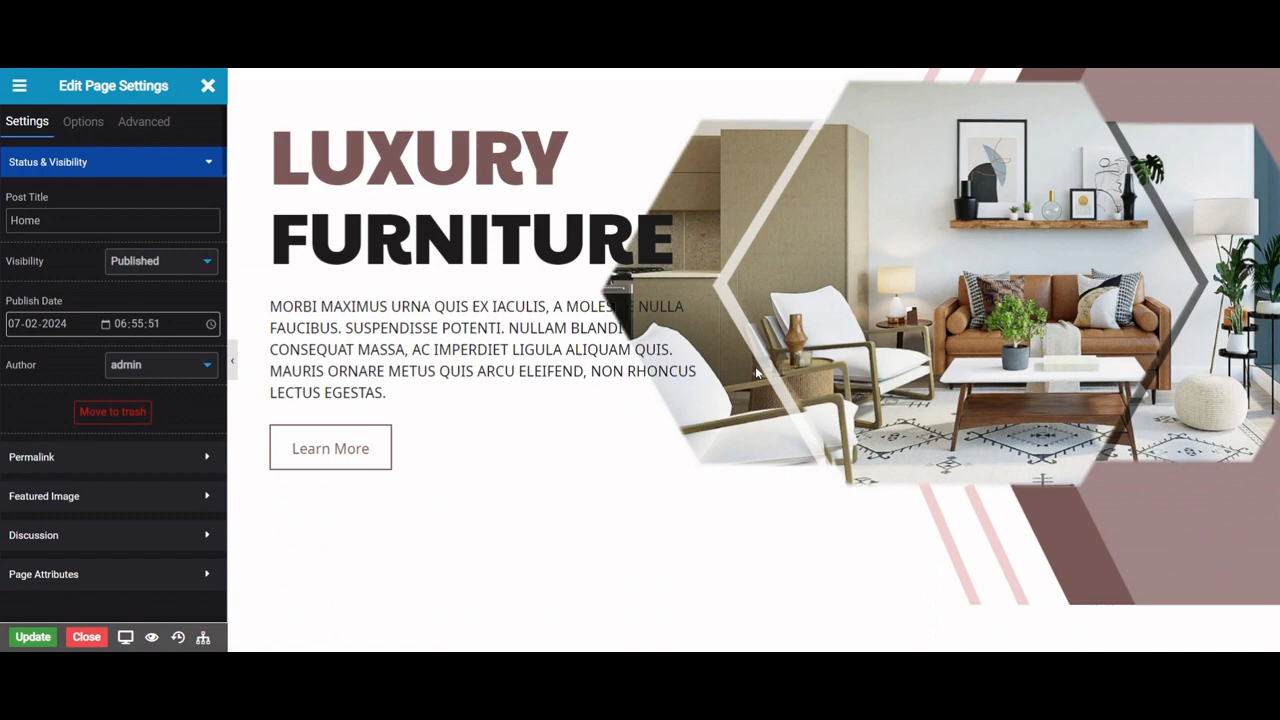 Edit Page Settings
Settings Options Advanced
Status & Visibility
Post Title
Home
Visibility Published
Publish Date
07-02-2024 06:55:51
Author admin
Move to trash
Permalink
Featured Image
Discussion
Page Attributes
Update Close
LUXURY
FURNITURE
MORBI MAXIMUS URNA QUIS EX IACULIS, A NULLA
FAUCIBUS. SUSPENDISSE POTENTI. NULLAM BLANDI
CONSEQUAT MASSA, AC IMPERDIET LIGULA ALIQUAM QUIS.
MAURIS ORNARE METUS QUIS ARCU ELEIFEND, NON RHONCUS
LECTUS EGESTAS.
Learn More